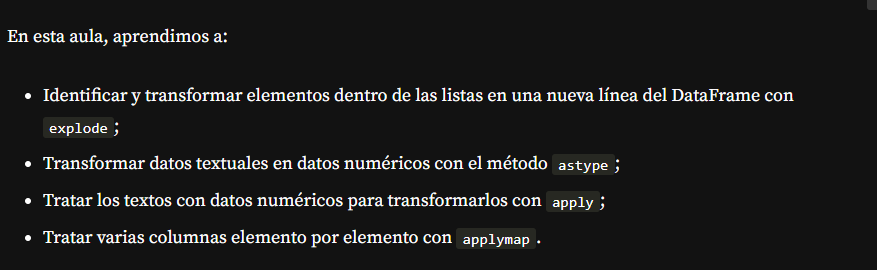 En esta aula, aprendimos a:
• Identificar y transformar elementos dentro de las listas en una nueva línea del DataFrame con
explode;
• Transformar datos textuales en datos numéricos con el método astype;
• Tratar los textos con datos numéricos para transformarlos con apply;
• Tratar varias columnas elemento por elemento con applymap.